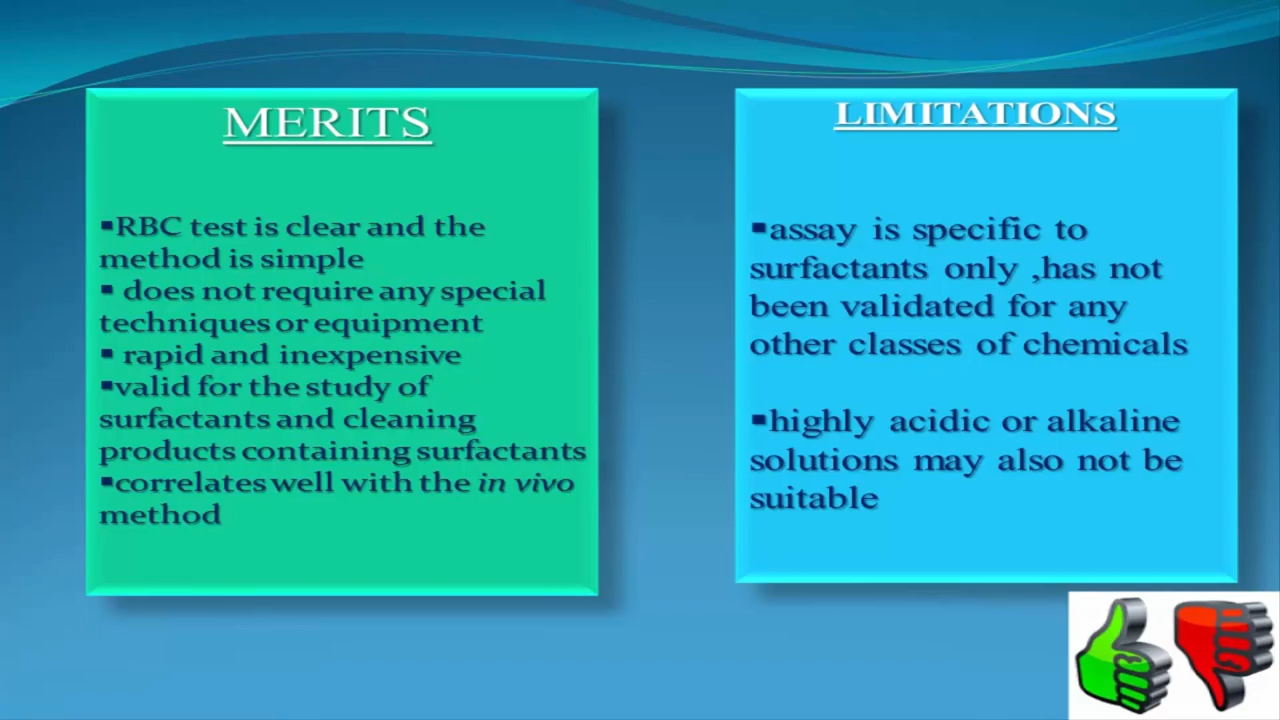 MERITS
▪RBC test is clear and the
method is simple
▪ does not require any special
techniques or equipment
▪ rapid and inexpensive
▪valid for the study of
surfactants and cleaning
products containing surfactants
▪correlates well with the in vivo
method
LIMITATIONS
▪assay is specific to
surfactants only ,has not
been validated for any
other classes of chemicals
▪highly acidic or alkaline
solutions may also not be
suitable